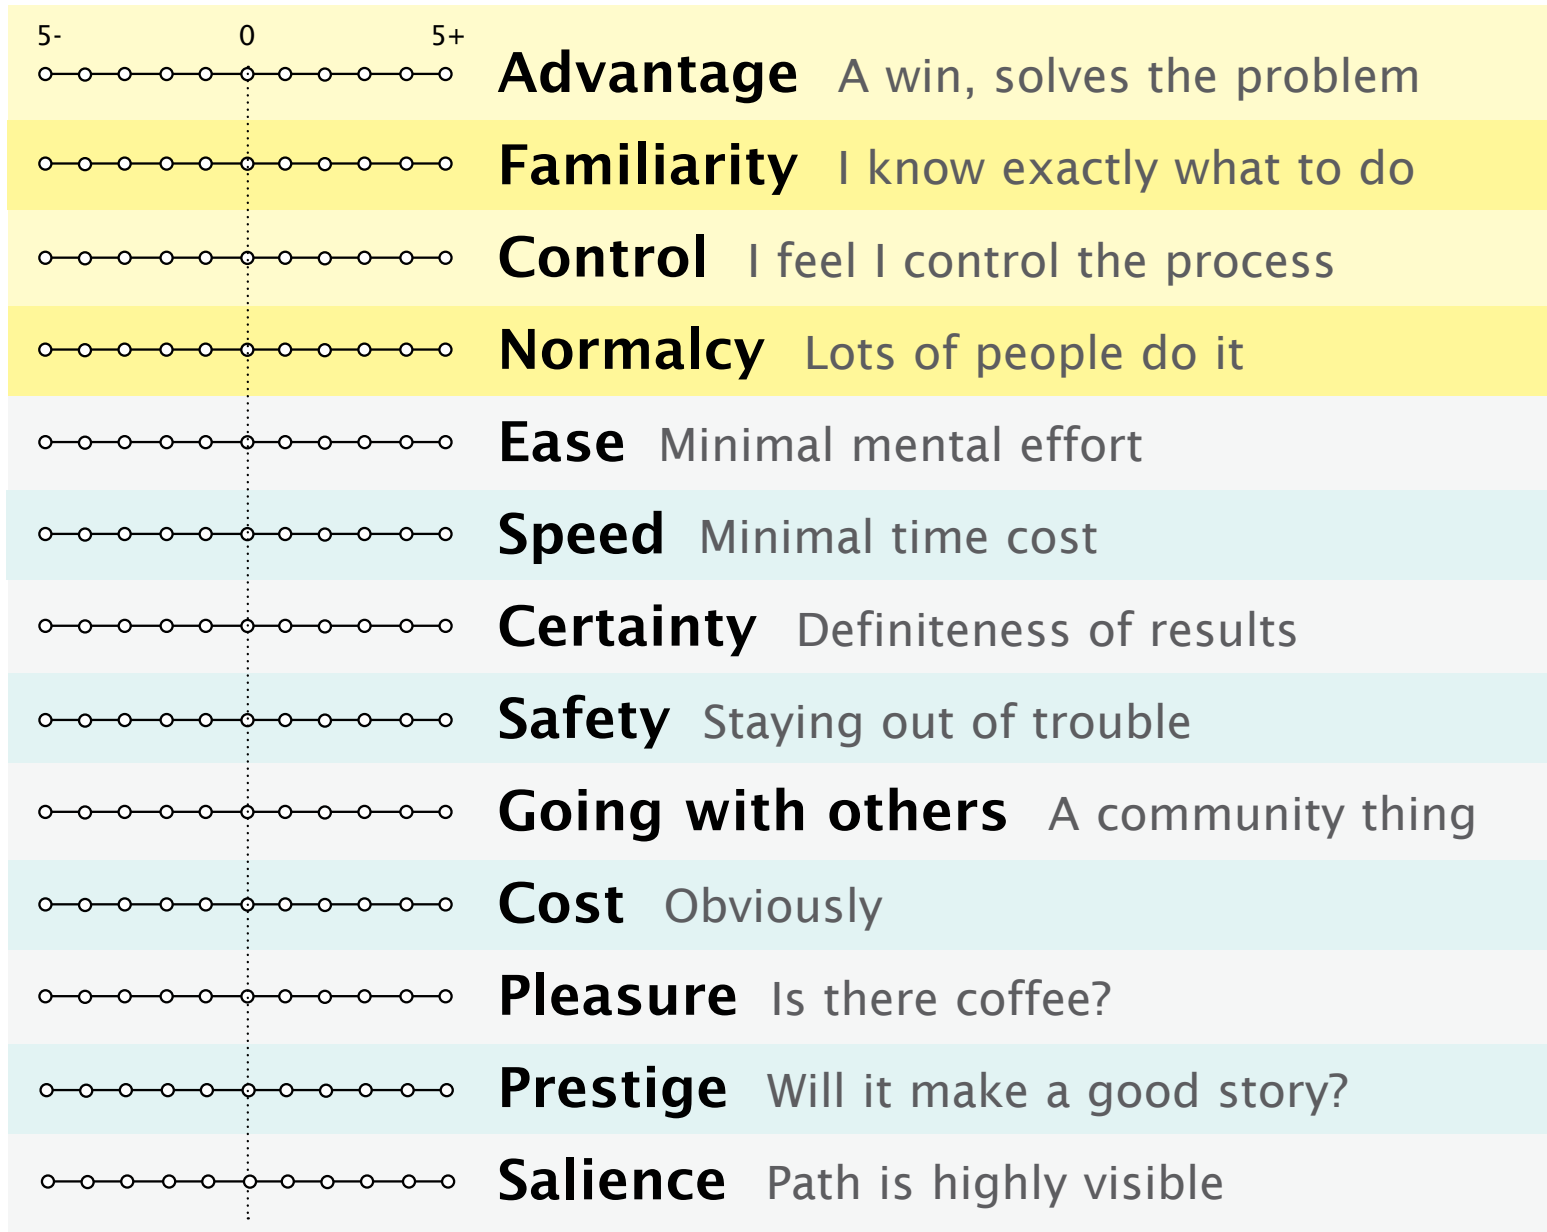 5- 0 5+
Advantage A win, solves the problem
Familiarity I know exactly what to do
Control I feel I control the process
Normalcy Lots of people do it
Ease Minimal mental effort
Speed Minimal time cost
Certainty Definiteness of results
Safety Staying out of trouble
Going with others A community thing
Cost Obviously
Pleasure Is there coffee?
Prestige Will it make a good story?
Salience Path is highly visible